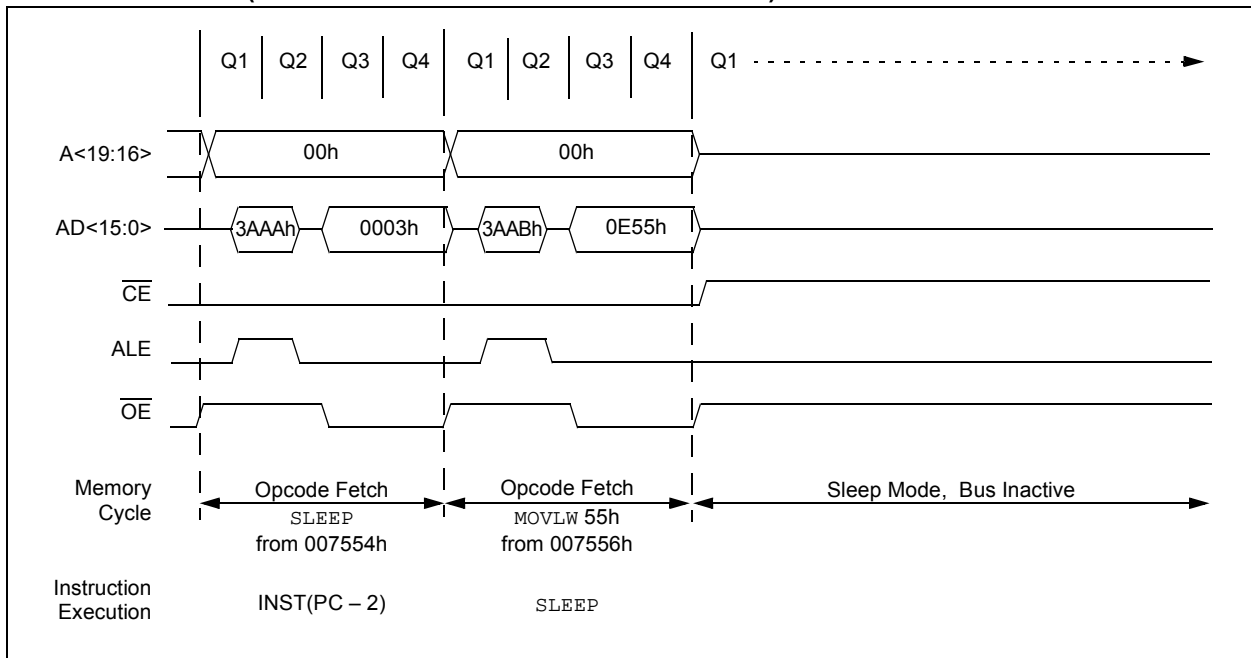 Q1 Q2 Q3 Q4 Q1 Q2 Q3 Q4 Q1
A<19:16> 00h 00h
AD<15:0> 3AAAh 0003h 3AABh 0E55h
CE
ALE
OE
Memory Cycle
Opcode Fetch
SLEEP
from 007554h
Opcode Fetch
MOVLW 55h
from 007556h
Sleep Mode, Bus Inactive
Instruction Execution
INST(PC – 2)
SLEEP